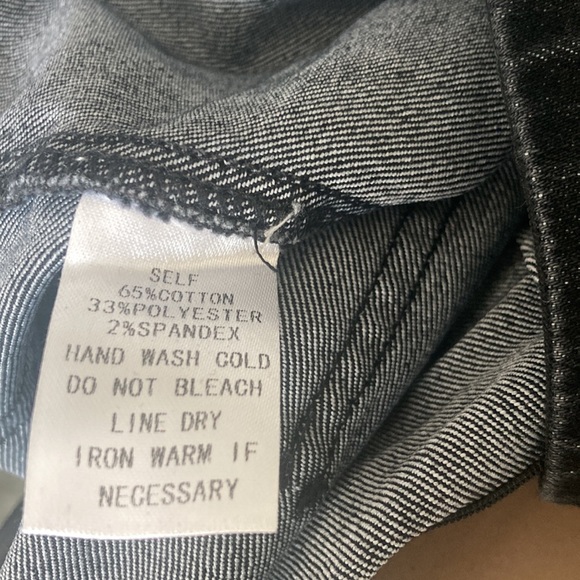 SELF
65%COTTON
33%POLYESTER
2%SPANDEX
HAND WASH COLD
DO NOT BLEACH
LINE DRY
IRON WARM IF
NECESSARY